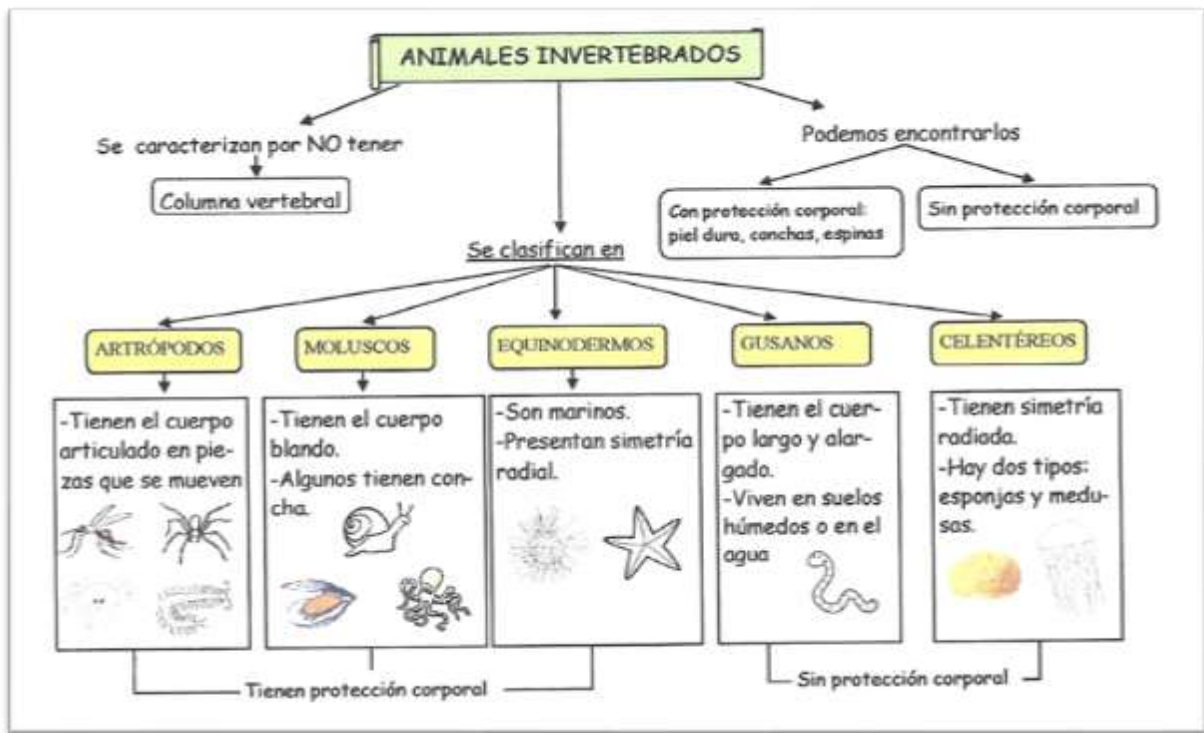 ANIMALES INVERTEBRADOS
Se caracterizan por NO tener
Columna vertebral
Podemos encontrarlos
Con protección corporal:
piel dura, conchas, espinas
Sin protección corporal
Se clasifican en
ARTRÓPODOS
-Tienen el cuerpo
articulado en pie-
zas que se mueven
MOLUSCOS
-Tienen el cuerpo
blando.
-Algunos tienen con-
cha.
EQUINODERMOS
-Son marinos.
-Presentan simetría
radial.
GUSANOS
-Tienen el cuer-
po largo y alar-
gado.
-Viven en suelos
húmedos o en el
agua
CELENTÉREOS
-Tienen simetría
radiada.
-Hay dos tipos:
esponjas y medu-
sas.
Tienen protección corporal
Sin protección corporal